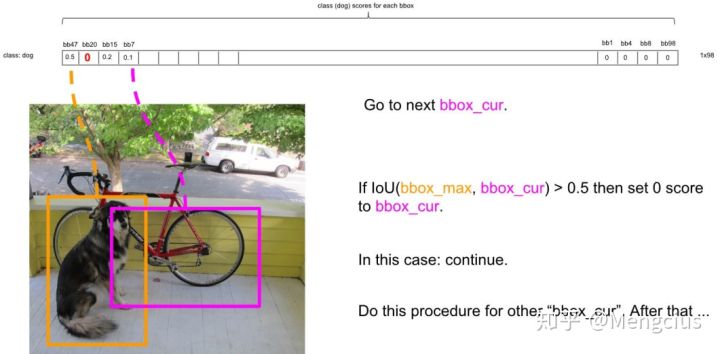 class (dog) scores for each bbox
bb47 bb20 bb15 bb7 bb1 bb4 bb8 bb98
class: dog 0.5 0 0.2 0.1 0 0 0 0 1x98
Go to next bbox_cur.
If IoU(bbox_max, bbox_cur) > 0.5 then set 0 score
to bbox_cur.
In this case: continue.
Do this procedure for other “bbox_cur”. After that ...
知乎 @Mengcius